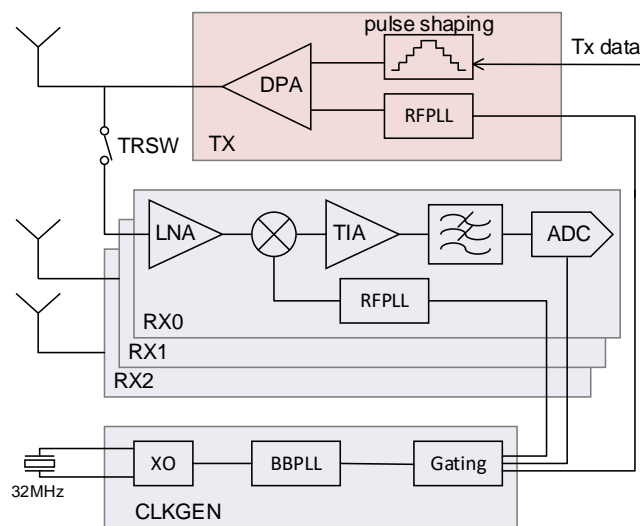 pulse shaping
Tx data
DPA
RFPLL
TX
TRSW
LNA
TIA
ADC
RFPLL
RX0
RX1
RX2
XO
BBPLL
Gating
32MHz
CLKGEN